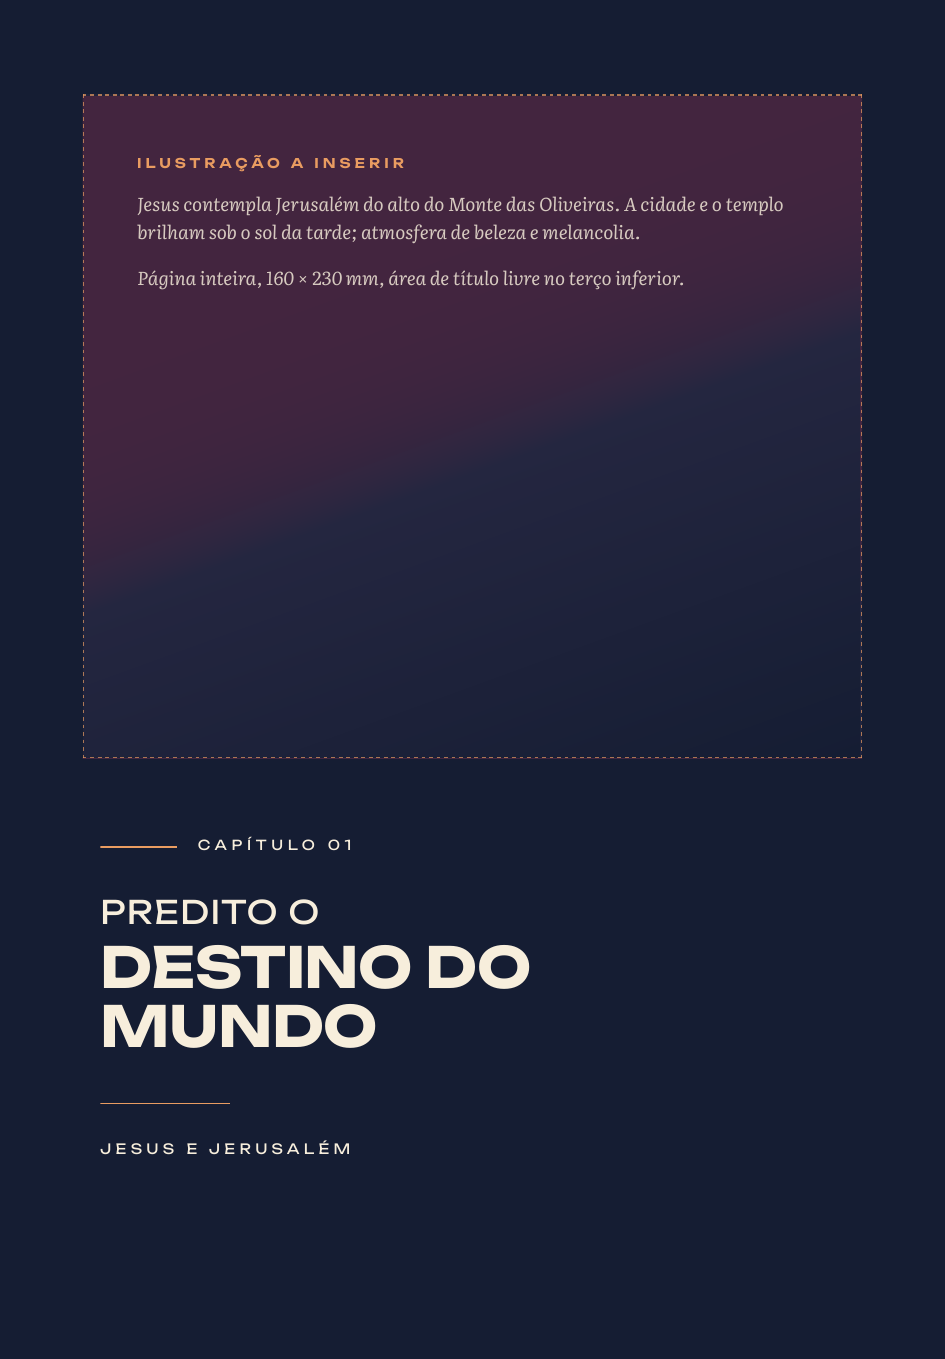 ILUSTRAÇÃO A INSERIR
Jesus contempla Jerusalém do alto do Monte das Oliveiras. A cidade e o templo
brilham sob o sol da tarde; atmosfera de beleza e melancolia.
Página inteira, 160 × 230 mm, área de título livre no terço inferior.
CAPÍTULO 01
PREDITO O
DESTINO DO
MUNDO
JESUS E JERUSALÉM